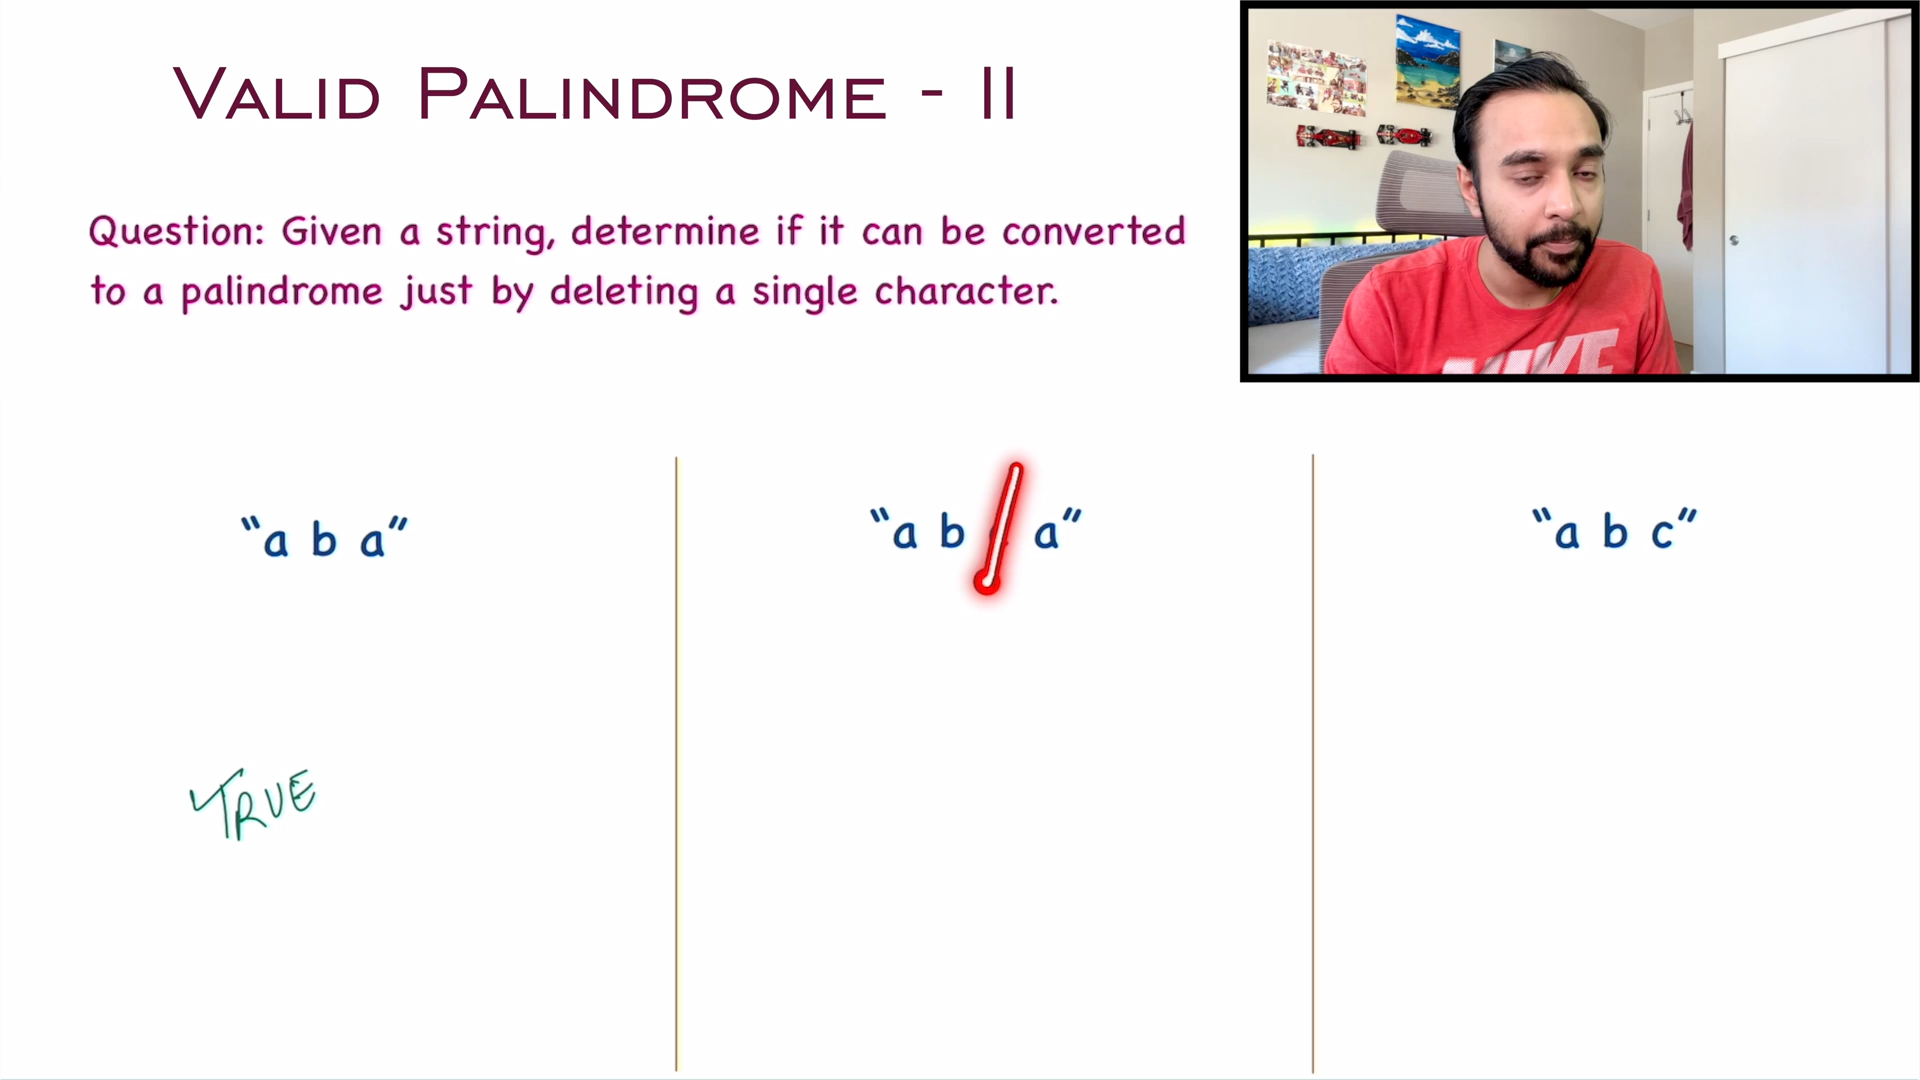 VALID PALINDROME - II
Question: Given a string, determine if it can be converted
to a palindrome just by deleting a single character.
“a b a”
“a b a”
“a b c”
TRUE
NIKE